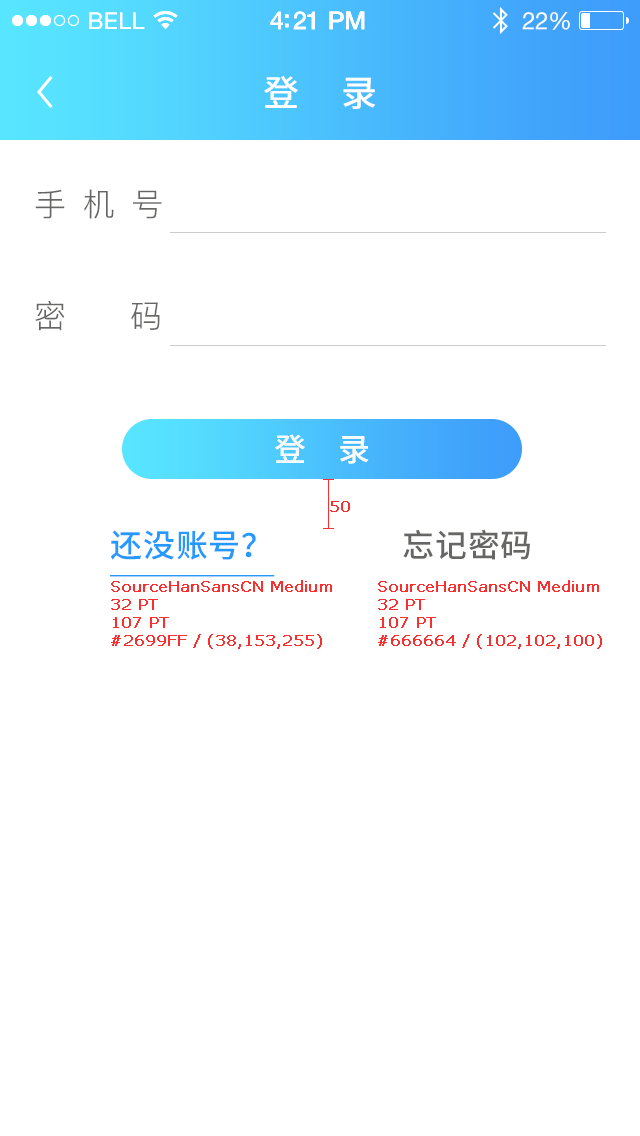 BELL 4:21 PM 22%
登 录
手 机 号
密 码
登 录
50
还没账号? 忘记密码
SourceHanSansCN Medium SourceHanSansCN Medium
32 PT 32 PT
107 PT 107 PT
#2699FF / (38,153,255) #666664 / (102,102,100)